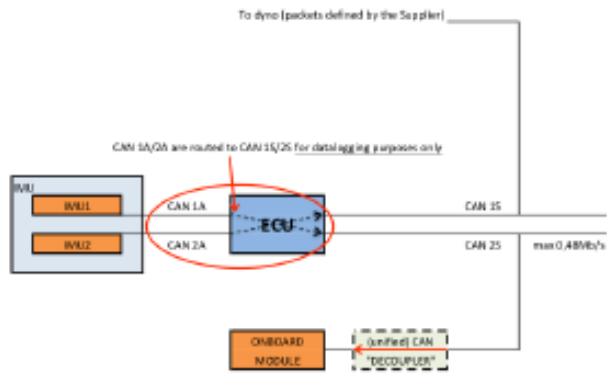 To dyno (packets defined by the Supplier)
CAN 1A/2A are routed to CAN 1S/2S for datalogging purposes only
IMU
IMU1
CAN 1A
ECU
CAN 1S
IMU2
CAN 2A
CAN 2S
max 0,48Mb/s
ONBOARD
MODULE
(unified) CAN
"DECOUPLER"